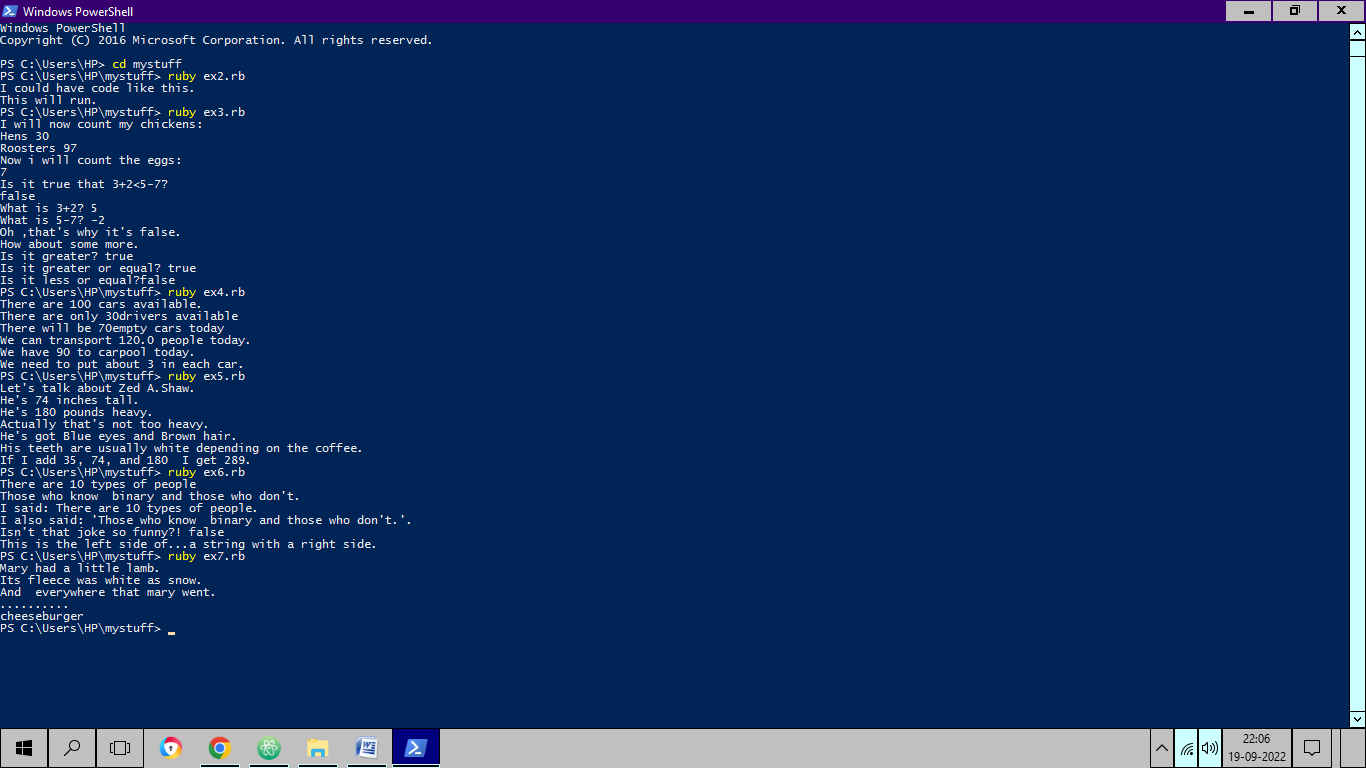 Windows PowerShell
Windows PowerShell
Copyright (C) 2016 Microsoft Corporation. All rights reserved.
PS C:\Users\HP> cd mystuff
PS C:\Users\HP\mystuff> ruby ex2.rb
I could have code like this.
This will run.
PS C:\Users\HP\mystuff> ruby ex3.rb
I will now count my chickens:
Hens 30
Roosters 97
Now i will count the eggs:
7
Is it true that 3+2<5-7?
false
What is 3+2? 5
What is 5-7? -2
Oh ,that's why it's false.
How about some more.
Is it greater? true
Is it greater or equal? true
Is it less or equal?false
PS C:\Users\HP\mystuff> ruby ex4.rb
There are 100 cars available.
There are only 30drivers available
There will be 70empty cars today
We can transport 120.0 people today.
We have 90 to carpool today.
We need to put about 3 in each car.
PS C:\Users\HP\mystuff> ruby ex5.rb
Let's talk about Zed A.Shaw.
He's 74 inches tall.
He's 180 pounds heavy.
Actually that's not too heavy.
He's got Blue eyes and Brown hair.
His teeth are usually white depending on the coffee.
If I add 35, 74, and 180  I get 289.
PS C:\Users\HP\mystuff> ruby ex6.rb
There are 10 types of people
Those who know  binary and those who don't.
I said: There are 10 types of people.
I also said: 'Those who know  binary and those who don't.'.
Isn't that joke so funny?! false
This is the left side of...a string with a right side.
PS C:\Users\HP\mystuff> ruby ex7.rb
Mary had a little lamb.
Its fleece was white as snow.
And  everywhere that mary went.
..........
cheeseburger
PS C:\Users\HP\mystuff>
22:06
19-09-2022